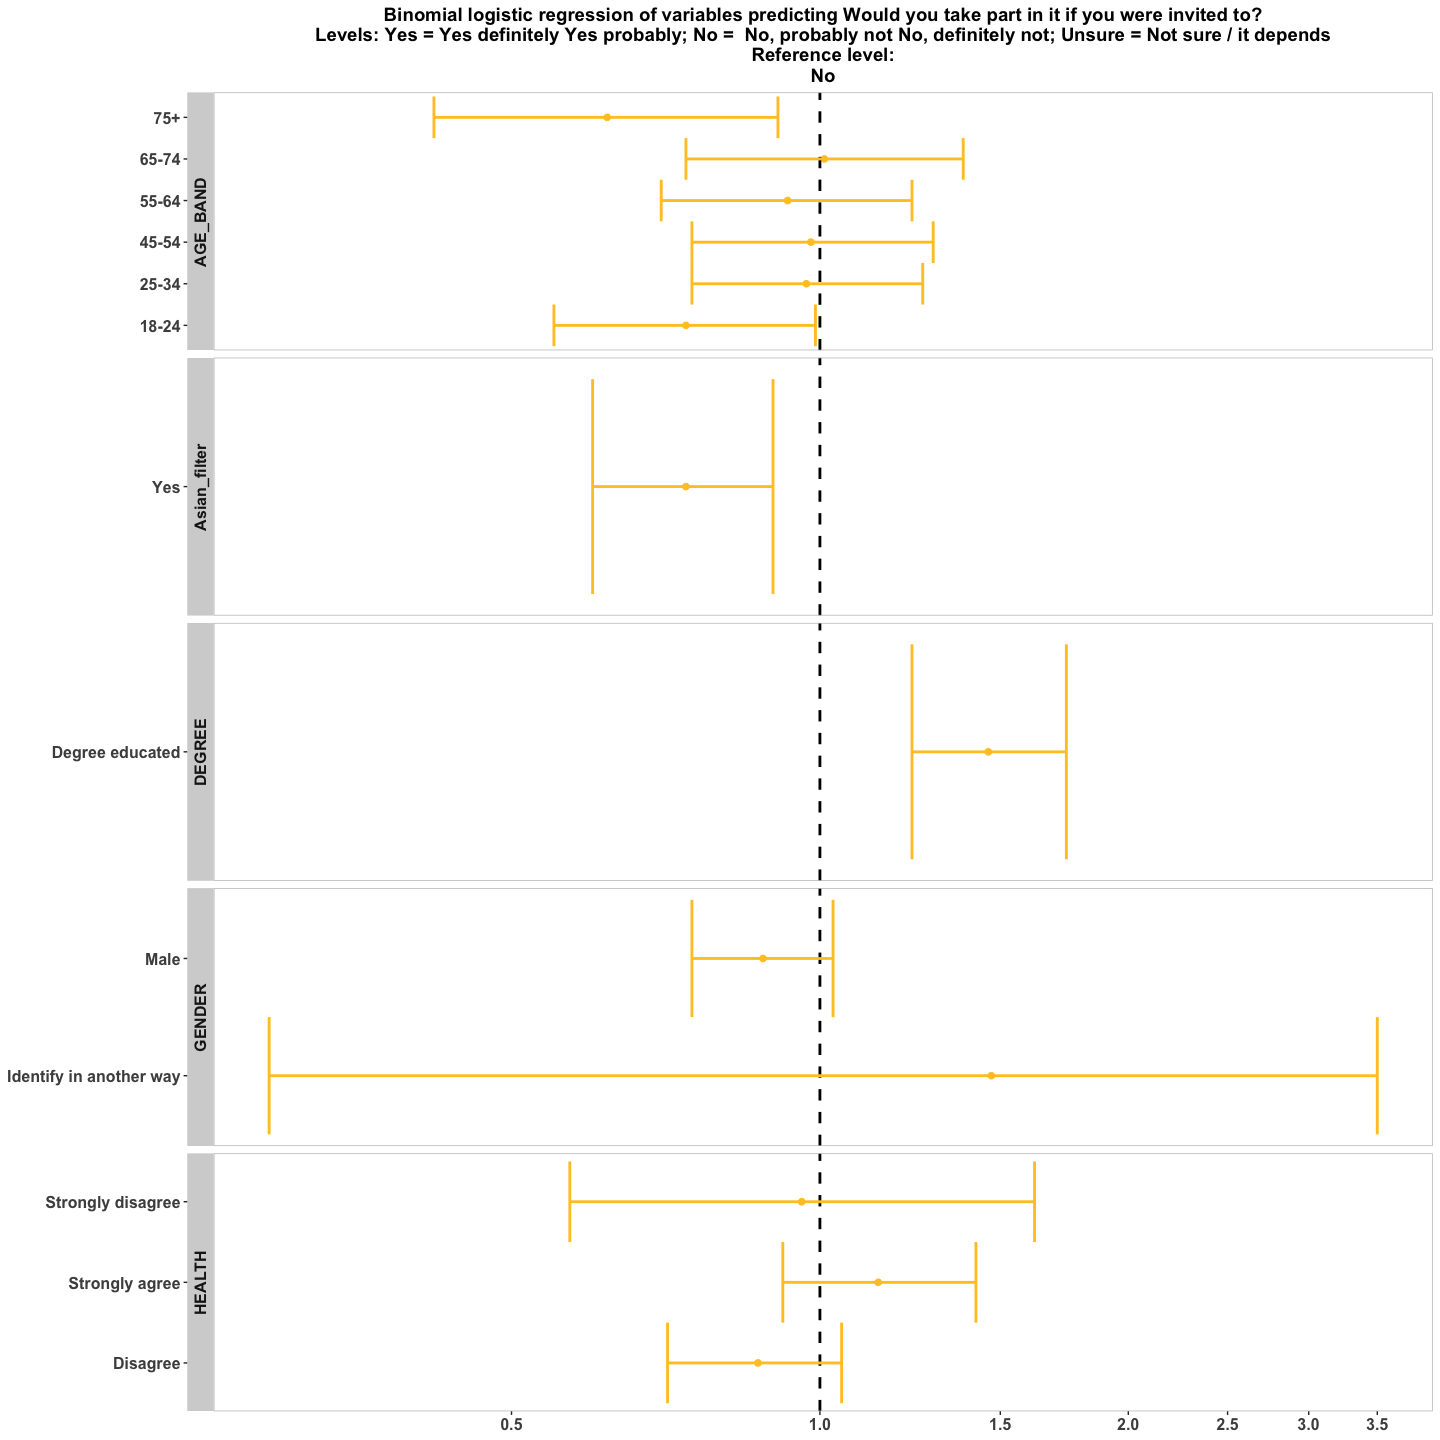 Binomial logistic regression of variables predicting Would you take part in it if you were invited to?
Levels: Yes = Yes definitely Yes probably; No =  No, probably not No, definitely not; Unsure = Not sure / it depends
Reference level:
No
AGE_BAND
75+
65-74
55-64
45-54
25-34
18-24
Asian_filter
Yes
DEGREE
Degree educated
GENDER
Male
Identify in another way
HEALTH
Strongly disagree
Strongly agree
Disagree
0.5 1.0 1.5 2.0 2.5 3.0 3.5